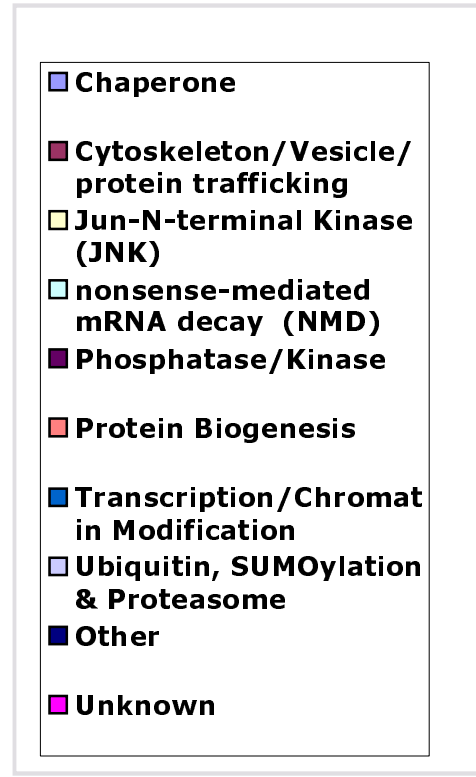 Chaperone
Cytoskeleton/Vesicle/
protein trafficking
Jun-N-terminal Kinase
(JNK)
nonsense-mediated
mRNA decay  (NMD)
Phosphatase/Kinase
Protein Biogenesis
Transcription/Chromat
in Modification
Ubiquitin, SUMOylation
& Proteasome
Other
Unknown